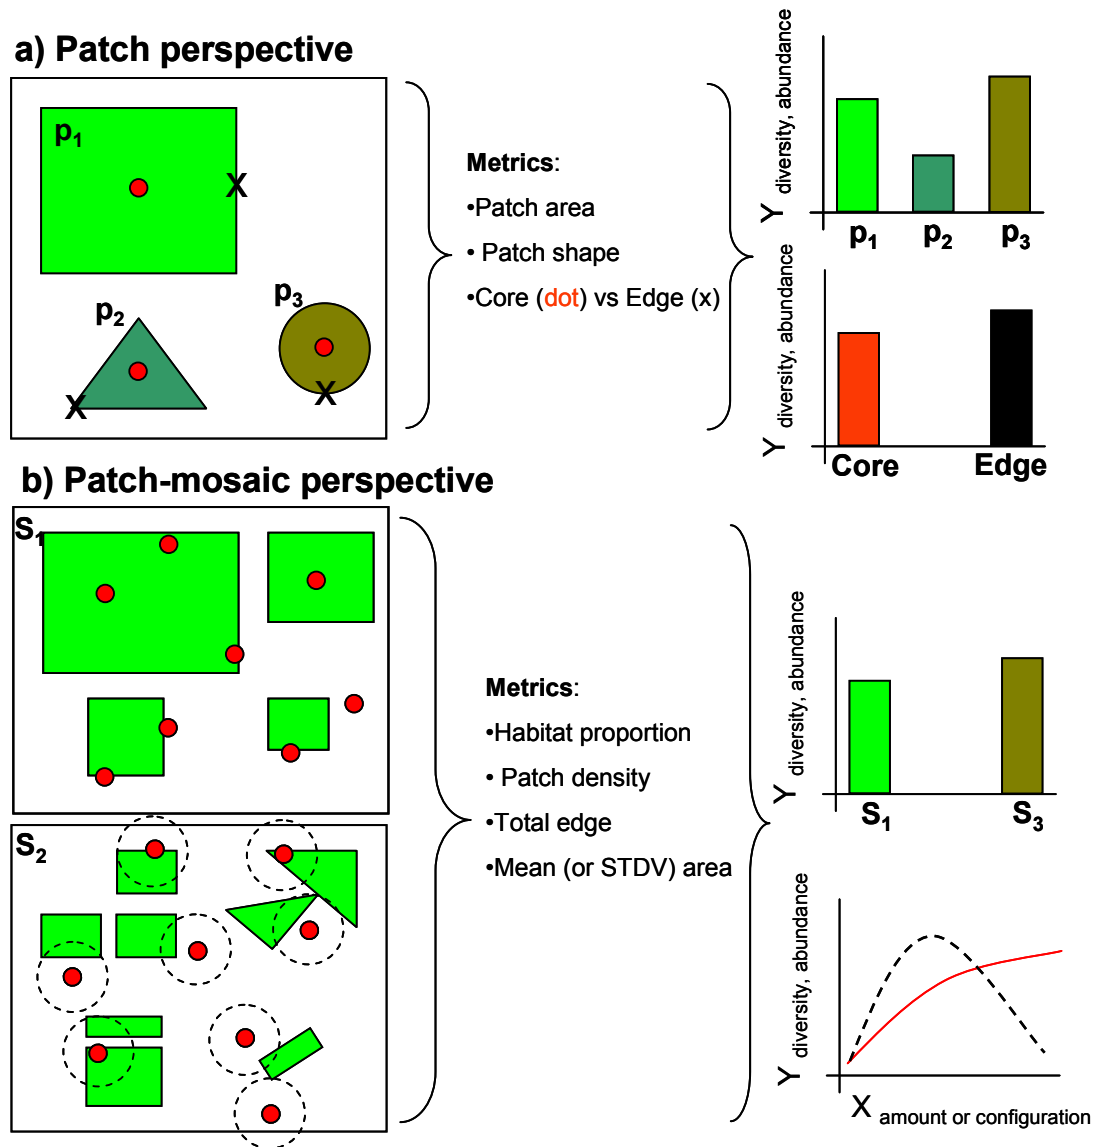 a) Patch perspective
p1
X
p2
X
p3
X
Metrics:
•Patch area
• Patch shape
•Core (dot) vs Edge (x)
Y diversity, abundance
p1 p2 p3
Y diversity, abundance
Core Edge
b) Patch-mosaic perspective
S1
S2
Metrics:
•Habitat proportion
• Patch density
•Total edge
•Mean (or STDV) area
Y diversity, abundance
S1 S3
Y diversity, abundance
X amount or configuration